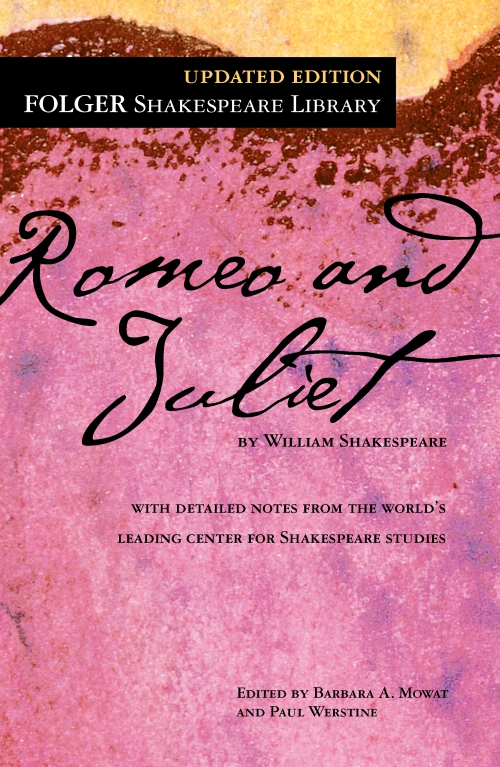 UPDATED EDITION
FOLGER SHAKESPEARE LIBRARY
Romeo and
Juliet
BY WILLIAM SHAKESPEARE
WITH DETAILED NOTES FROM THE WORLD'S
LEADING CENTER FOR SHAKESPEARE STUDIES
EDITED BY BARBARA A. MOWAT
AND PAUL WERSTINE